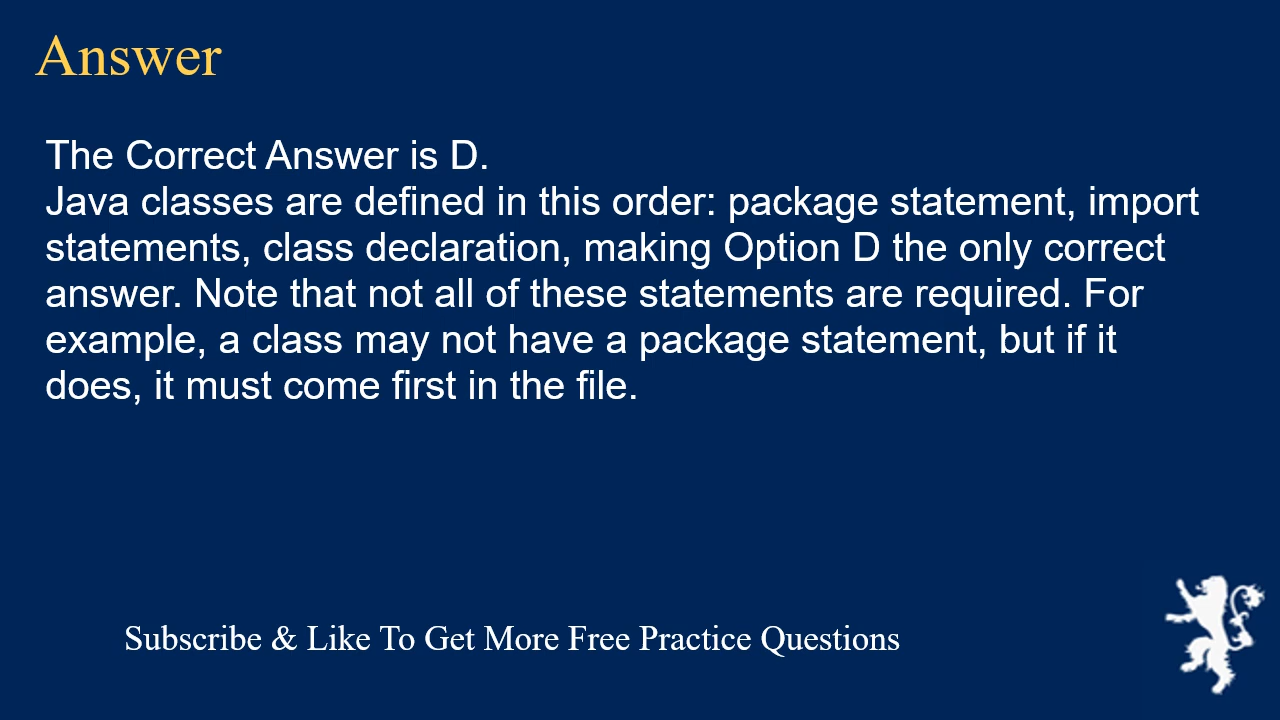 Answer
The Correct Answer is D.
Java classes are defined in this order: package statement, import
statements, class declaration, making Option D the only correct
answer. Note that not all of these statements are required. For
example, a class may not have a package statement, but if it
does, it must come first in the file.
Subscribe & Like To Get More Free Practice Questions